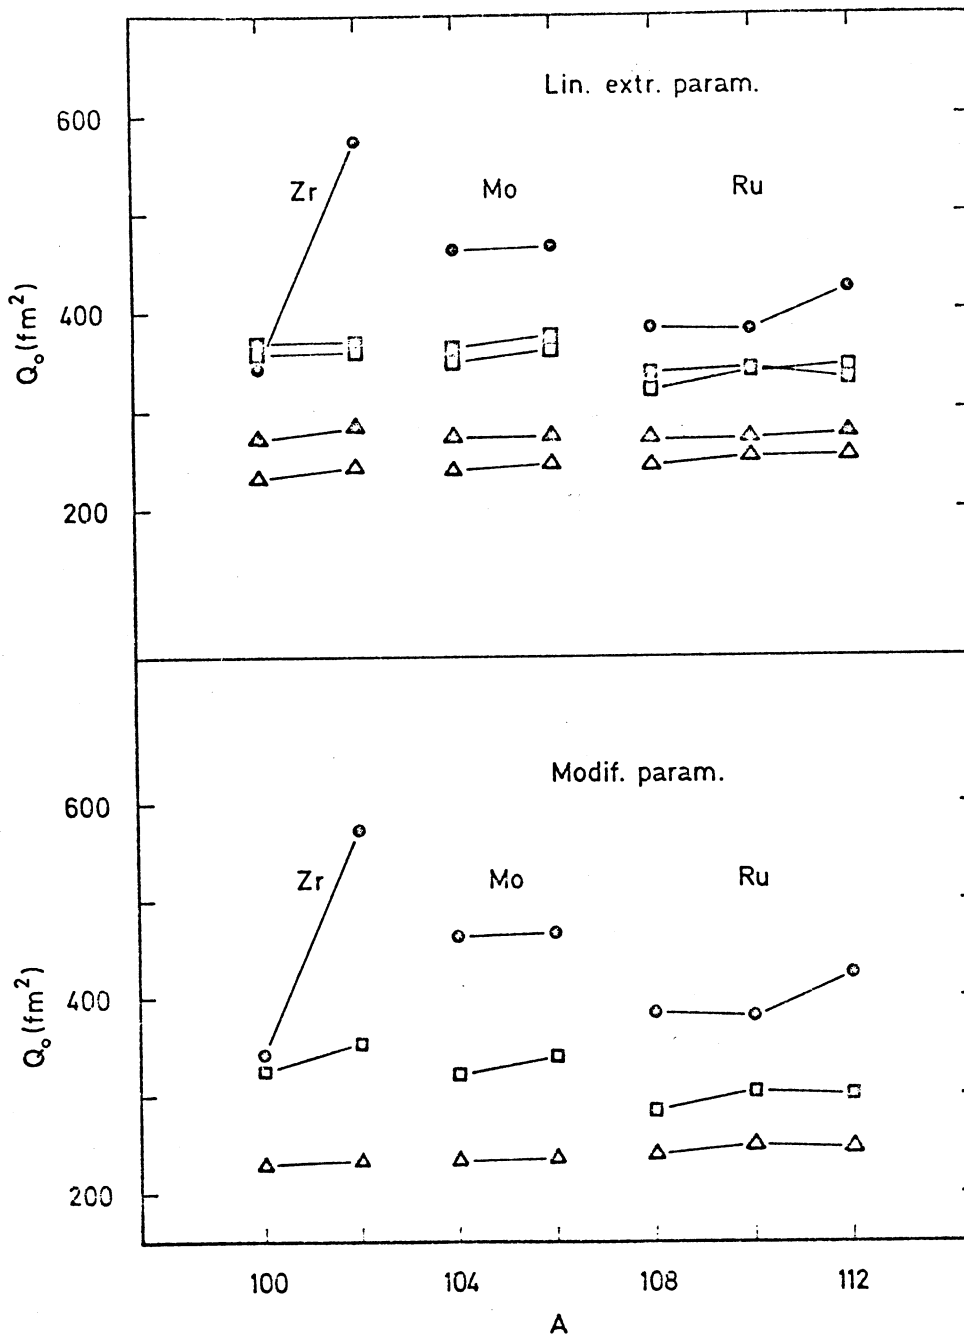 Lin. extr. param.
600
Zr Mo Ru
400
Q₀(fm²)
200
Modif. param.
600
Zr Mo Ru
400
Q₀(fm²)
200
100 104 108 112
A